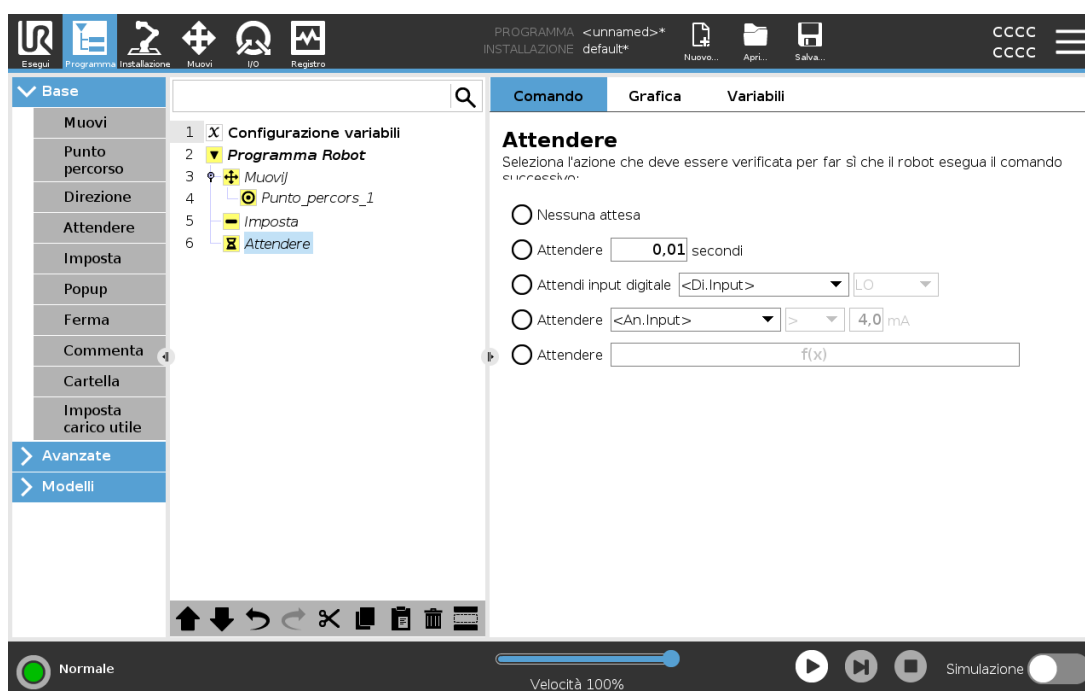 PROGRAMMA <unnamed>*
INSTALLAZIONE default*
CCCC
CCCC
Esegui
Programma
Installazione
Muovi
I/O
Registro
Nuovo...
Apri...
Salva...
Base
Muovi
Punto
percorso
Direzione
Attendere
Imposta
Popup
Ferma
Commenta
Cartella
Imposta
carico utile
Avanzate
Modelli
1 X Configurazione variabili
2 Programma Robot
3 MuoviJ
4 Punto_percors_1
5 Imposta
6 Attendere
Comando
Grafica
Variabili
Attendere
Seleziona l'azione che deve essere verificata per far sì che il robot esegua il comando
successivo:
Nessuna attesa
Attendere 0,01 secondi
Attendi input digitale <Di.Input> LO
Attendere <An.Input> > 4,0 mA
Attendere f(x)
Normale
Velocità 100%
Simulazione